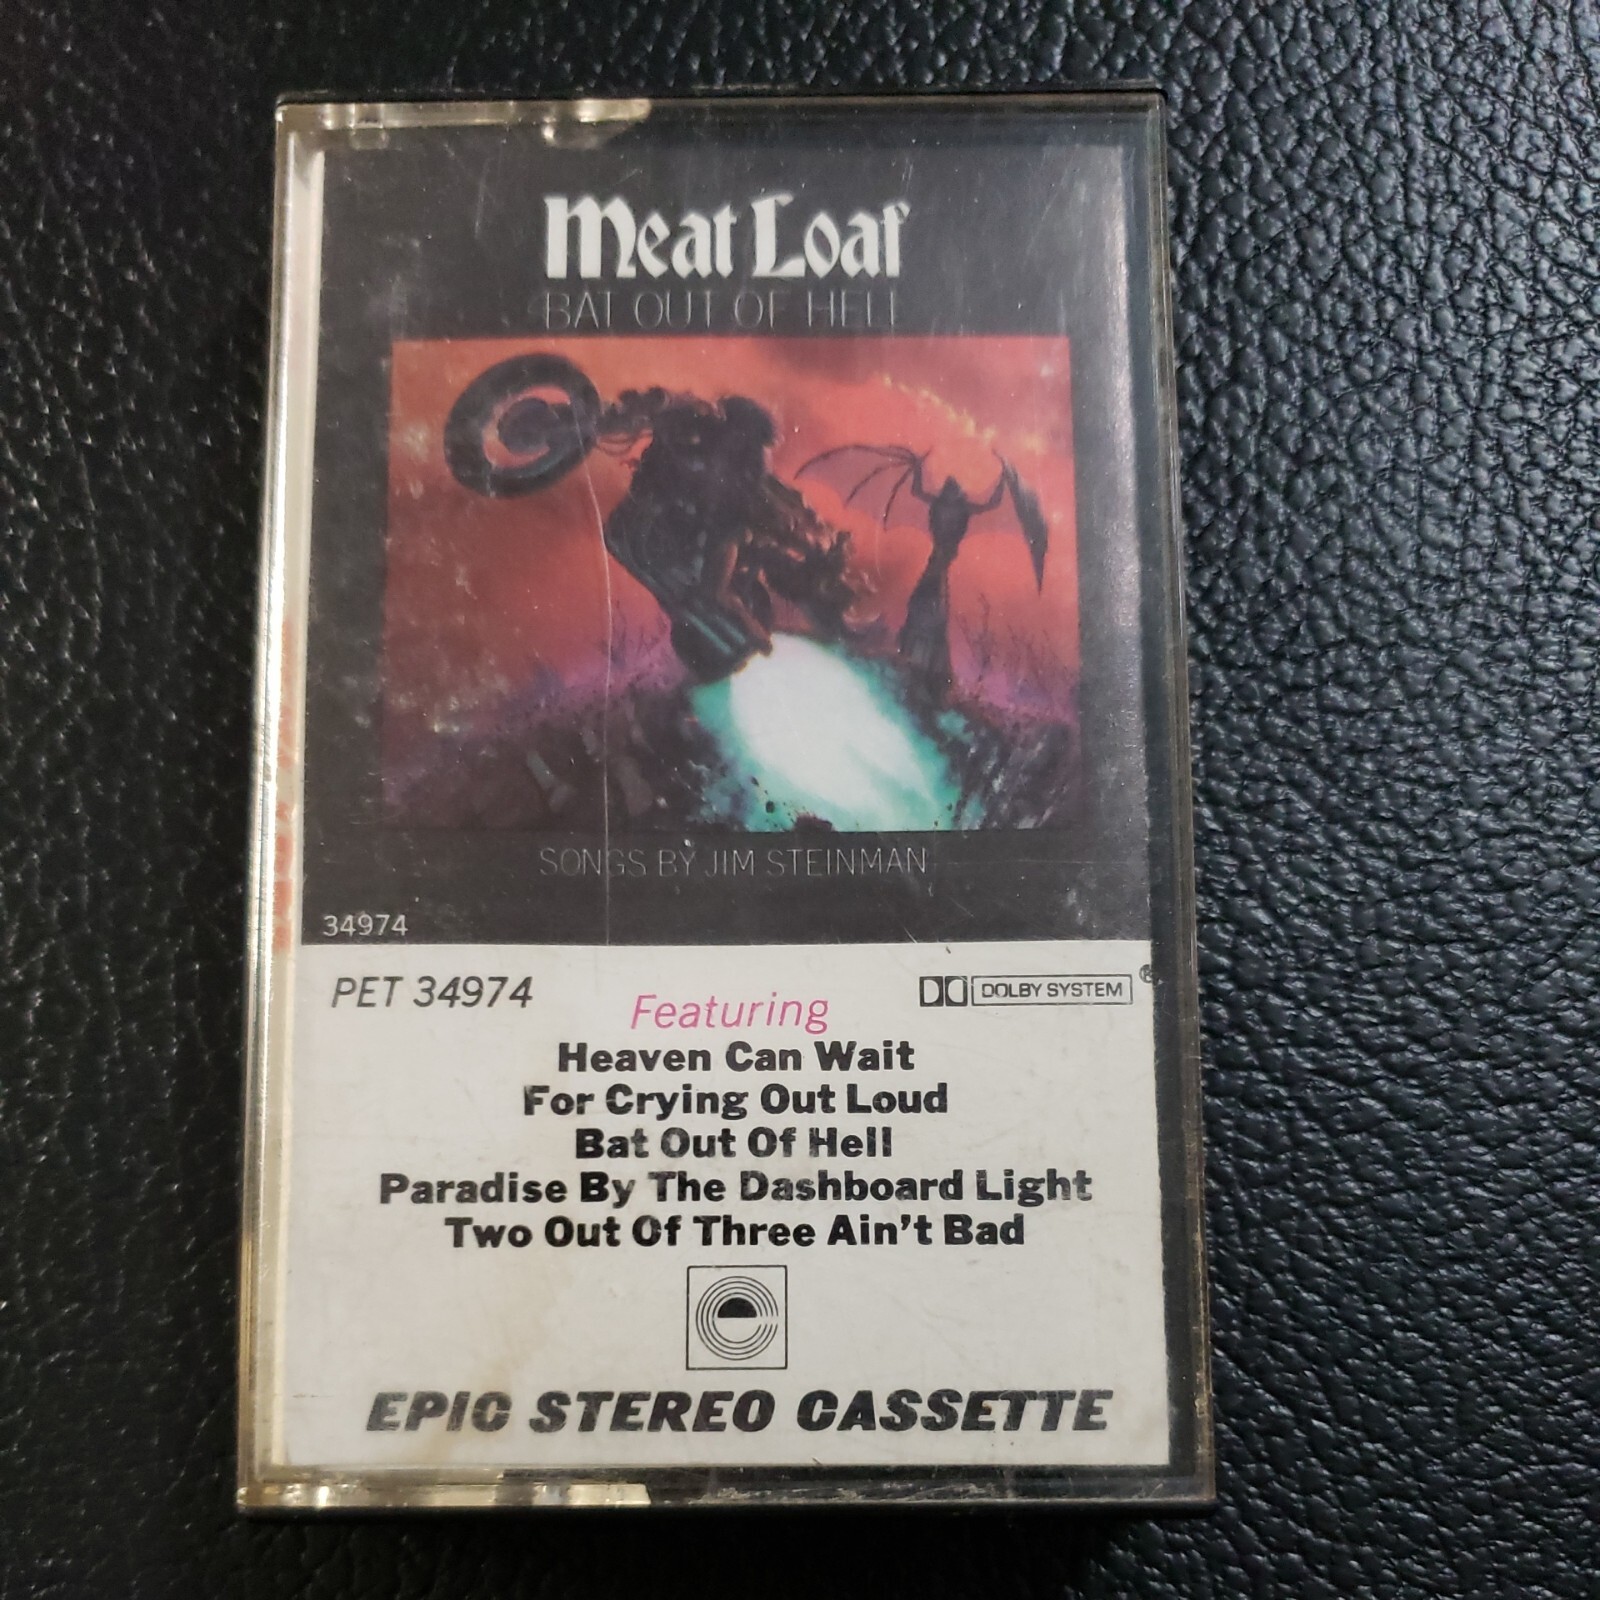 Meat Loaf
BAT OUT OF HELL
SONGS BY JIM STEINMAN
34974
PET 34974
DOLBY SYSTEM ®
Featuring
Heaven Can Wait
For Crying Out Loud
Bat Out Of Hell
Paradise By The Dashboard Light
Two Out Of Three Ain't Bad
EPIC STEREO CASSETTE